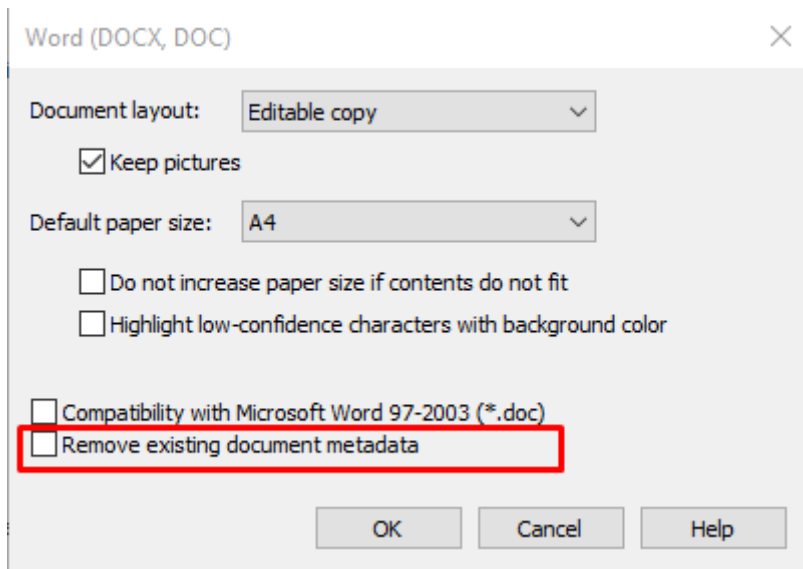 Word (DOCX, DOC)
Document layout: Editable copy
Keep pictures
Default paper size: A4
Do not increase paper size if contents do not fit
Highlight low-confidence characters with background color
Compatibility with Microsoft Word 97-2003 (*.doc)
Remove existing document metadata
OK Cancel Help